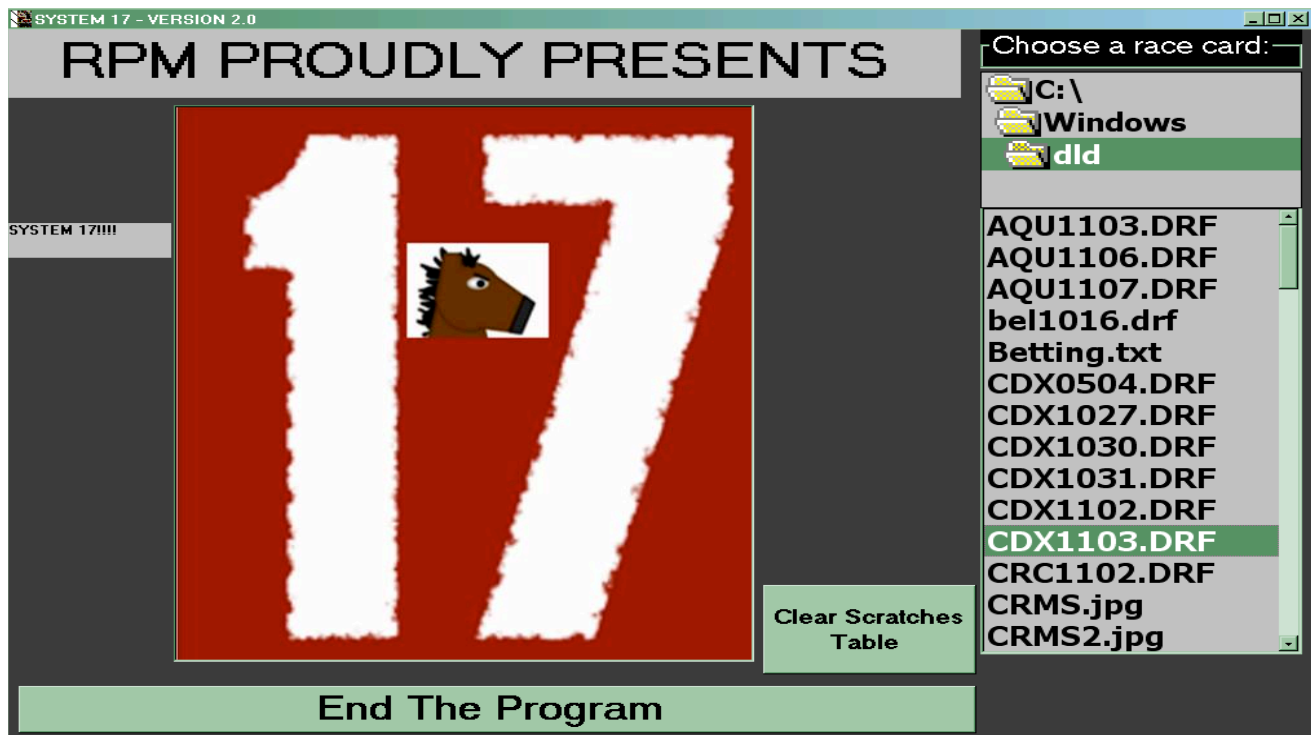 SYSTEM 17 - VERSION 2.0
RPM PROUDLY PRESENTS
SYSTEM 17!!!!
17
Clear Scratches
Table
End The Program
Choose a race card:
C:\
Windows
dld
AQU1103.DRF
AQU1106.DRF
AQU1107.DRF
bel1016.drf
Betting.txt
CDX0504.DRF
CDX1027.DRF
CDX1030.DRF
CDX1031.DRF
CDX1102.DRF
CDX1103.DRF
CRC1102.DRF
CRMS.jpg
CRMS2.jpg